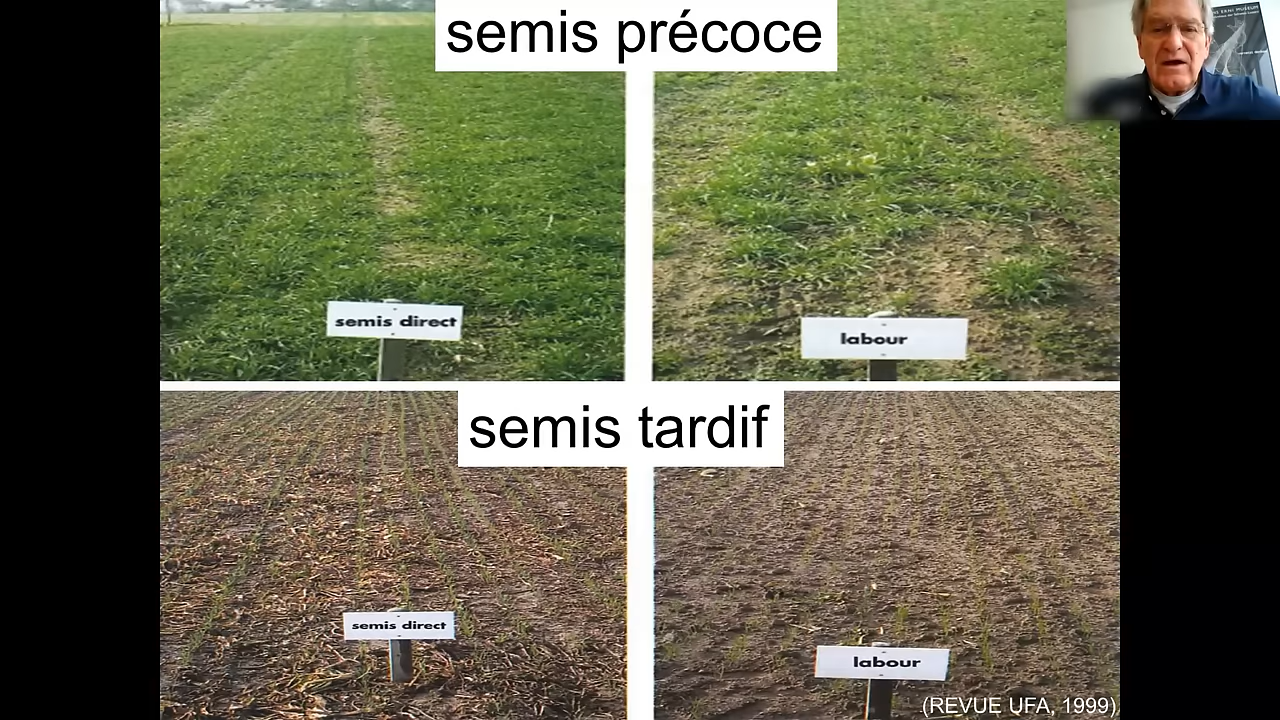 semis précoce
semis direct
labour
semis tardif
semis direct
labour
(REVUE UFA, 1999)